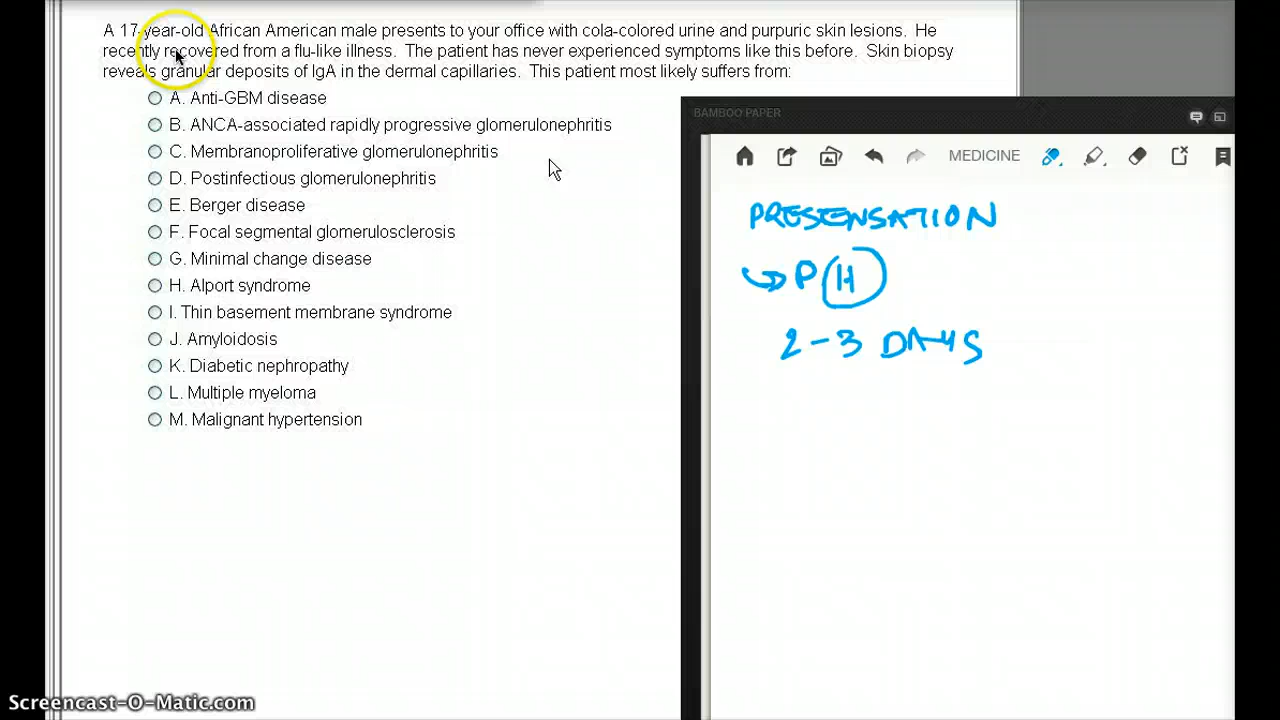 A 17-year-old African American male presents to your office with cola-colored urine and purpuric skin lesions. He
recently recovered from a flu-like illness. The patient has never experienced symptoms like this before. Skin biopsy
reveals granular deposits of IgA in the dermal capillaries. This patient most likely suffers from:
A. Anti-GBM disease
B. ANCA-associated rapidly progressive glomerulonephritis
C. Membranoproliferative glomerulonephritis
D. Postinfectious glomerulonephritis
E. Berger disease
F. Focal segmental glomerulosclerosis
G. Minimal change disease
H. Alport syndrome
I. Thin basement membrane syndrome
J. Amyloidosis
K. Diabetic nephropathy
L. Multiple myeloma
M. Malignant hypertension
BAMBOO PAPER
MEDICINE
PRESENSATION
P H
2-3 DAYS
Screencast-O-Matic.com